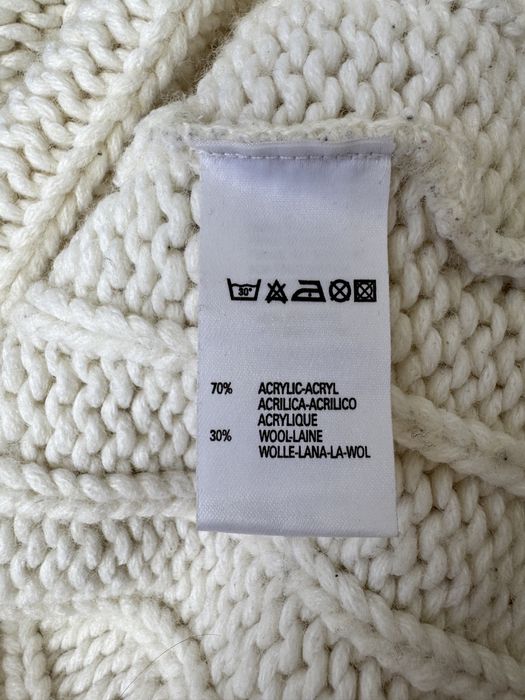 30°
70% ACRYLIC-ACRYL
ACRILICA-ACRILICO
ACRYLIQUE
30% WOOL-LAINE
WOLLE-LANA-LA-WOL